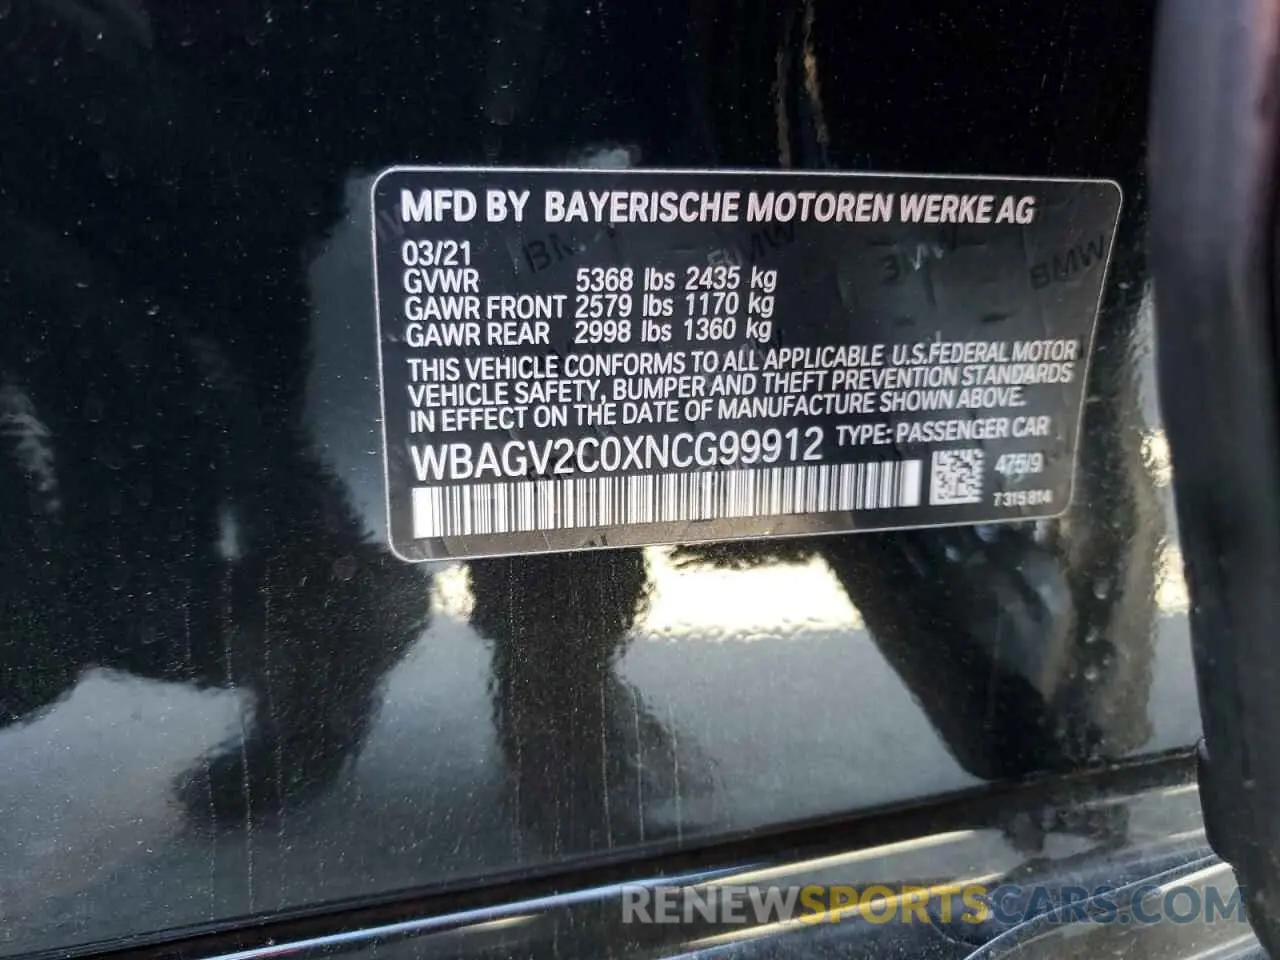 MFD BY BAYERISCHE MOTOREN WERKE AG
03/21
GVWR 5368 lbs 2435 kg
GAWR FRONT 2579 lbs 1170 kg
GAWR REAR 2998 lbs 1360 kg
THIS VEHICLE CONFORMS TO ALL APPLICABLE U.S.FEDERAL MOTOR
VEHICLE SAFETY, BUMPER AND THEFT PREVENTION STANDARDS
IN EFFECT ON THE DATE OF MANUFACTURE SHOWN ABOVE.
WBAGV2C0XNCG99912 TYPE: PASSENGER CAR
475/9
7315814
RENEWSPORTSCARS.COM